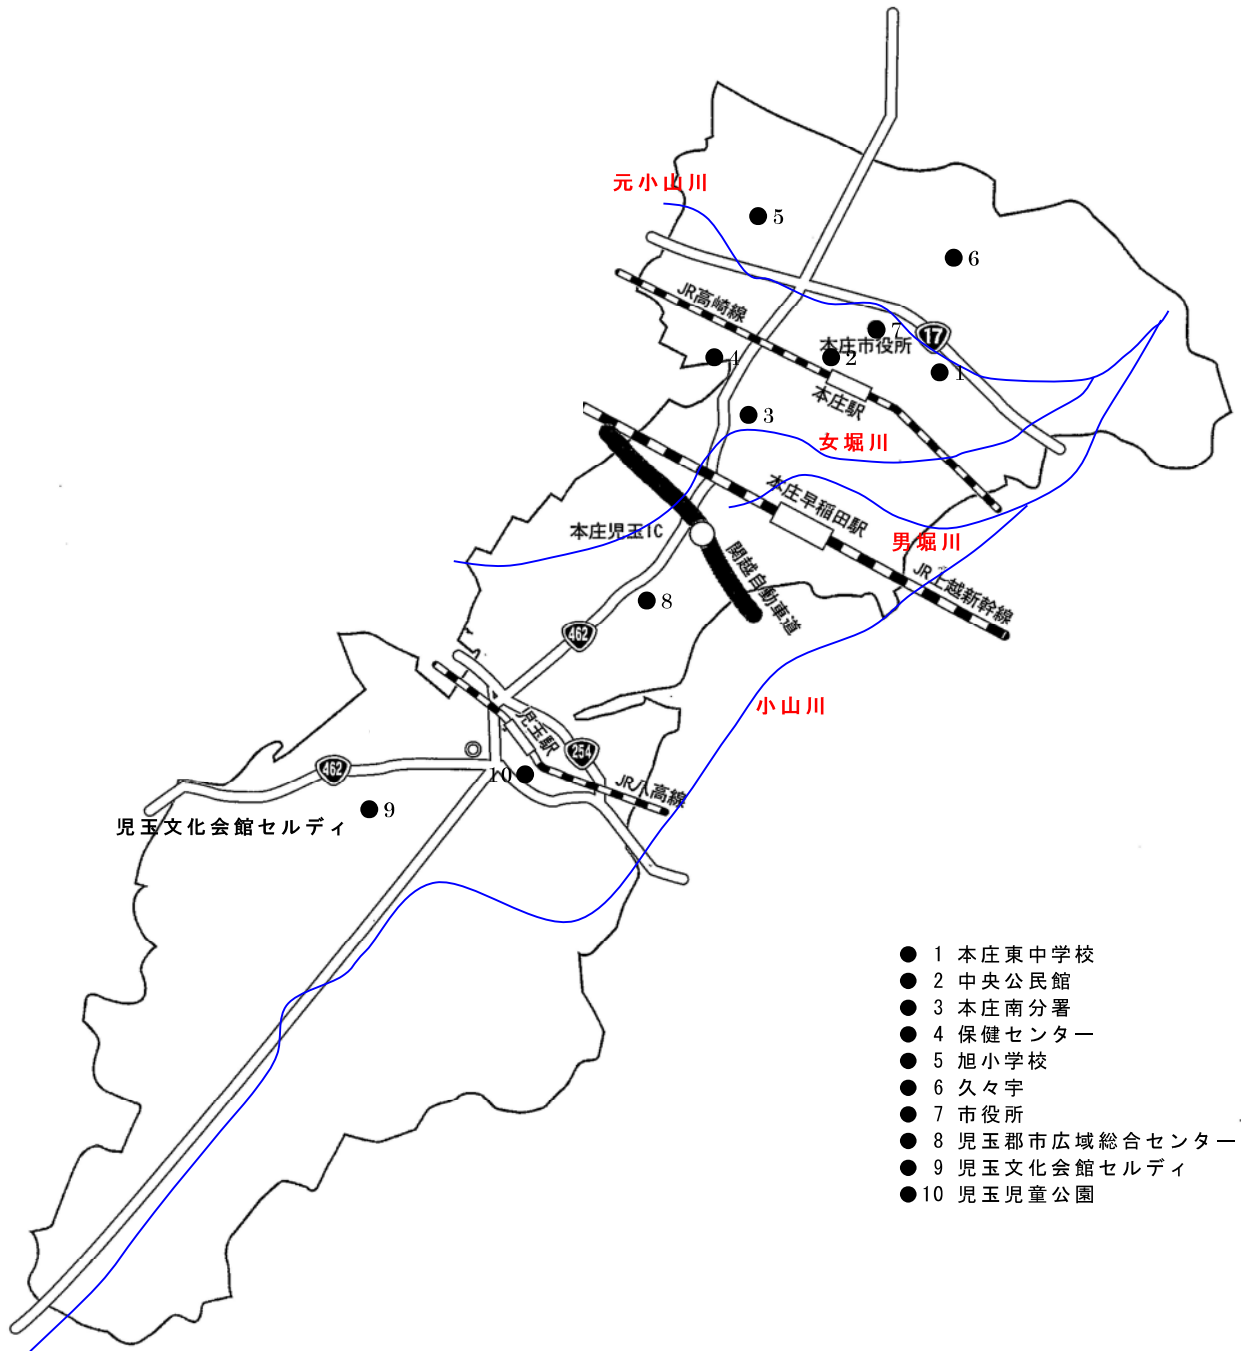 元小山川
5
6
JR高崎線
7
17
本庄市役所
4
2
1
本庄駅
3
女堀川
本庄早稲田駅
本庄児玉IC
男堀川
関越自動車道
JR上越新幹線
8
462
小山川
児玉駅
254
462
10
JR八高線
9
児玉文化会館セルディ
1 本庄東中学校
2 中央公民館
3 本庄南分署
4 保健センター
5 旭小学校
6 久々宇
7 市役所
8 児玉郡市広域総合センター
9 児玉文化会館セルディ
10 児玉児童公園